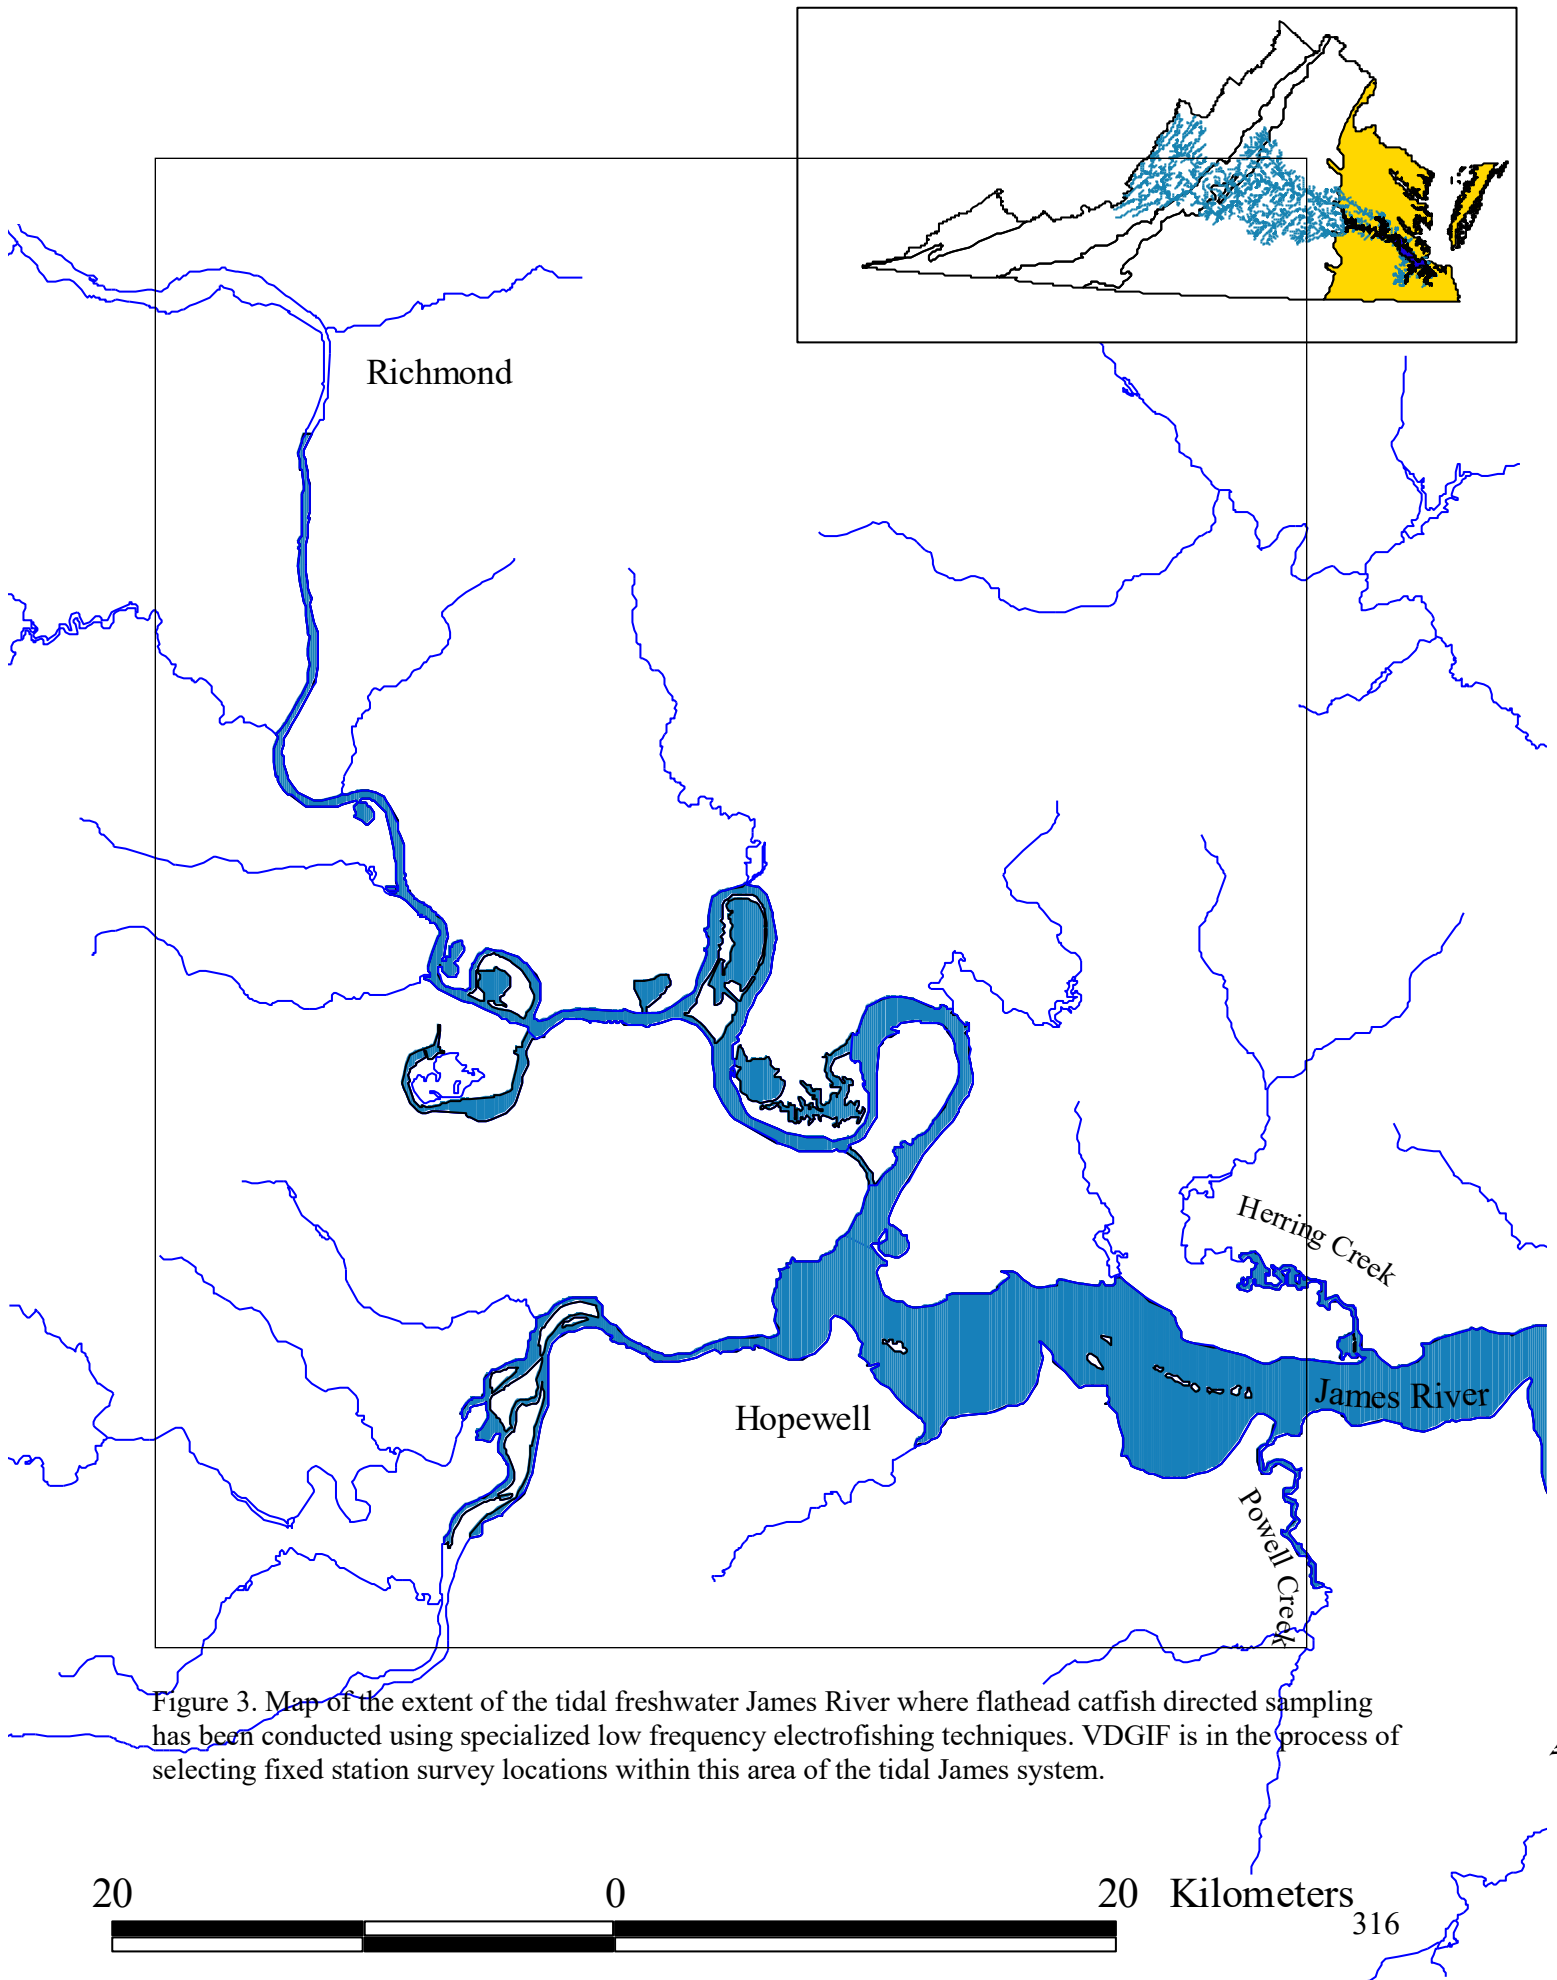 Richmond
Herring Creek
James River
Hopewell
Powell Creek
Figure 3. Map of the extent of the tidal freshwater James River where flathead catfish directed sampling
has been conducted using specialized low frequency electrofishing techniques. VDGIF is in the process of
selecting fixed station survey locations within this area of the tidal James system.
20 0 20 Kilometers
316